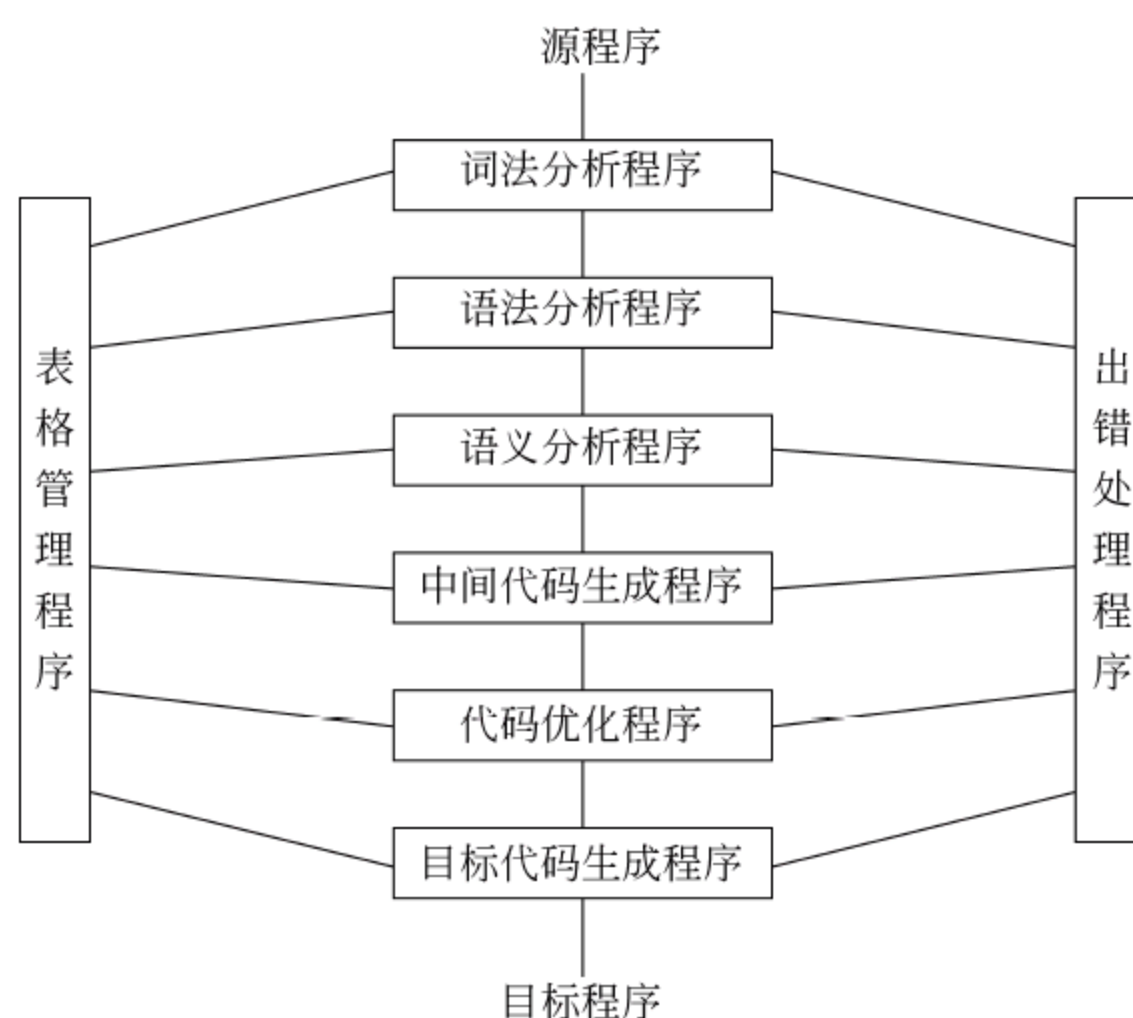 源程序
词法分析程序
语法分析程序
语义分析程序
中间代码生成程序
代码优化程序
目标代码生成程序
目标程序
表格管理程序
出错处理程序